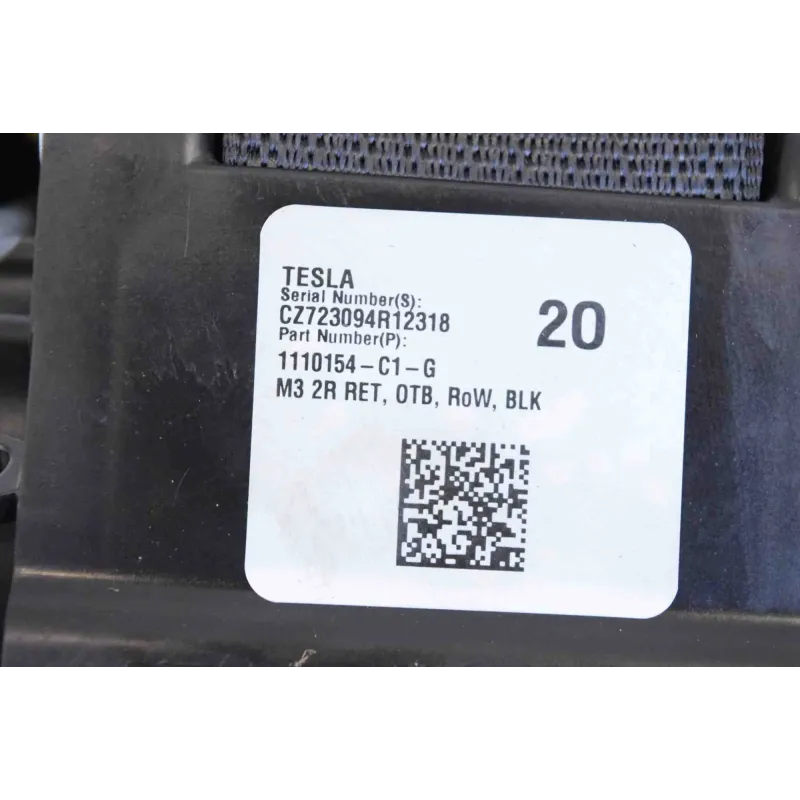 TESLA
Serial Number(S):
CZ723094R12318
20
Part Number(P):
1110154-C1-G
M3 2R RET, OTB, RoW, BLK